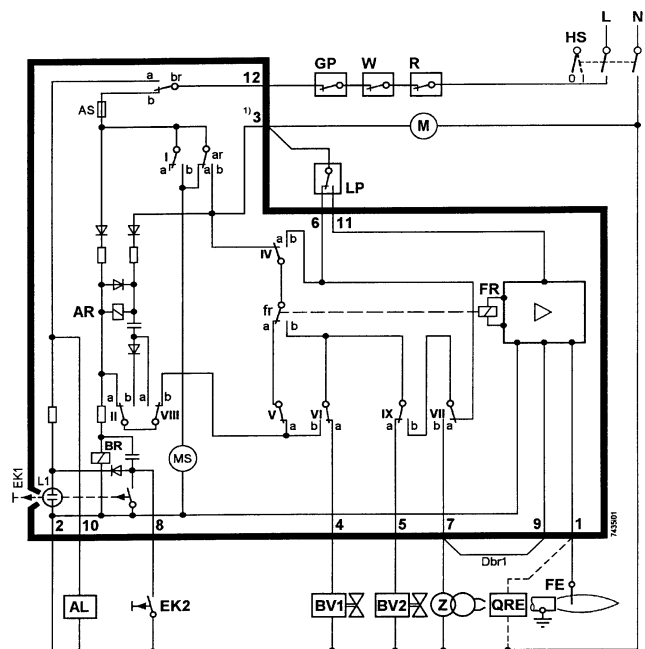 L N
HS
GP W R
0
a br 12
b
AS
1) 3
M
I ar
a b a b
LP
6 11
a b
IV
fr
FR
a b
AR
a b a b
II VIII
V VI IX VII
a b a a b b a
BR
MS
EK1
L1
2 10 8 4 5 7 9 1
743501
Dbr1
FE
AL EK2 BV1 BV2 Z QRE